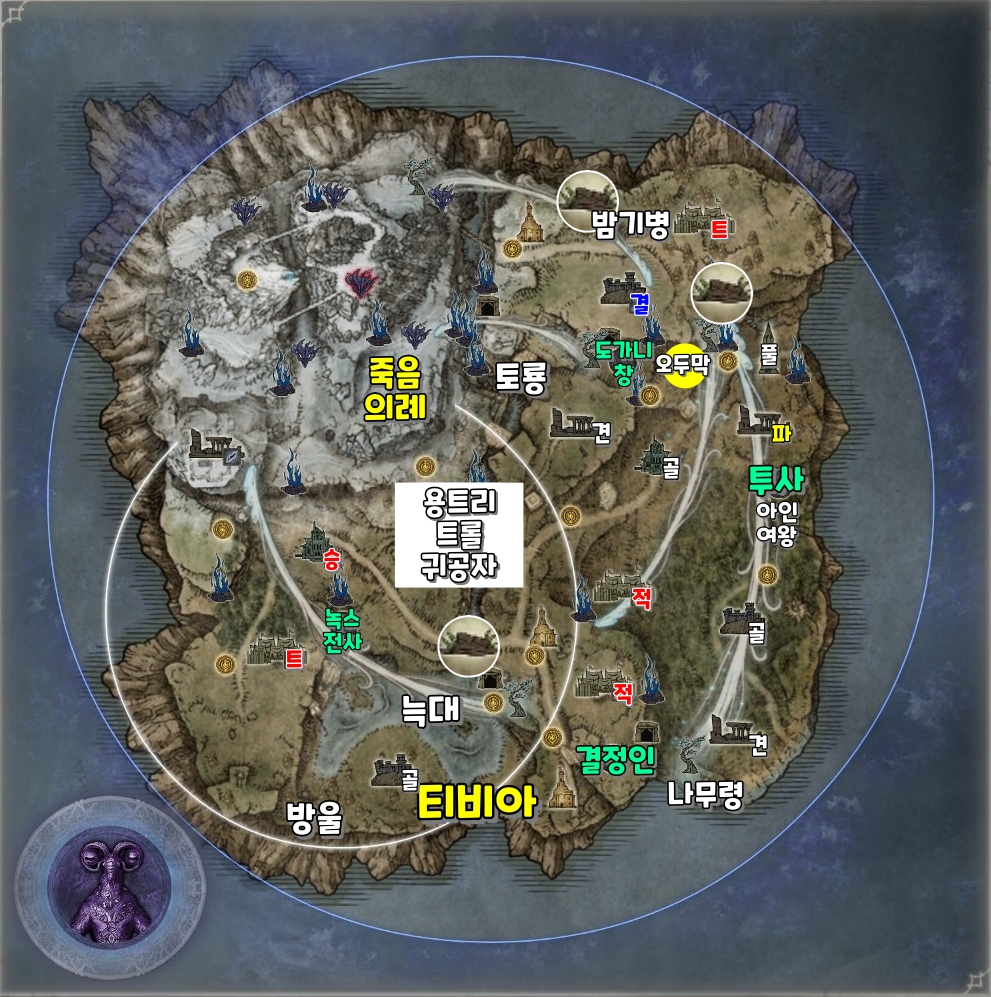 밤기병
트
결
도가니
창
오두막
풀
죽음
의례
토룡
견
파
골
투사
아인
여왕
용트리
트롤
귀공자
승
적
녹스
전사
골
트
적
늑대
결정인
견
골
티비아
나무령
방울